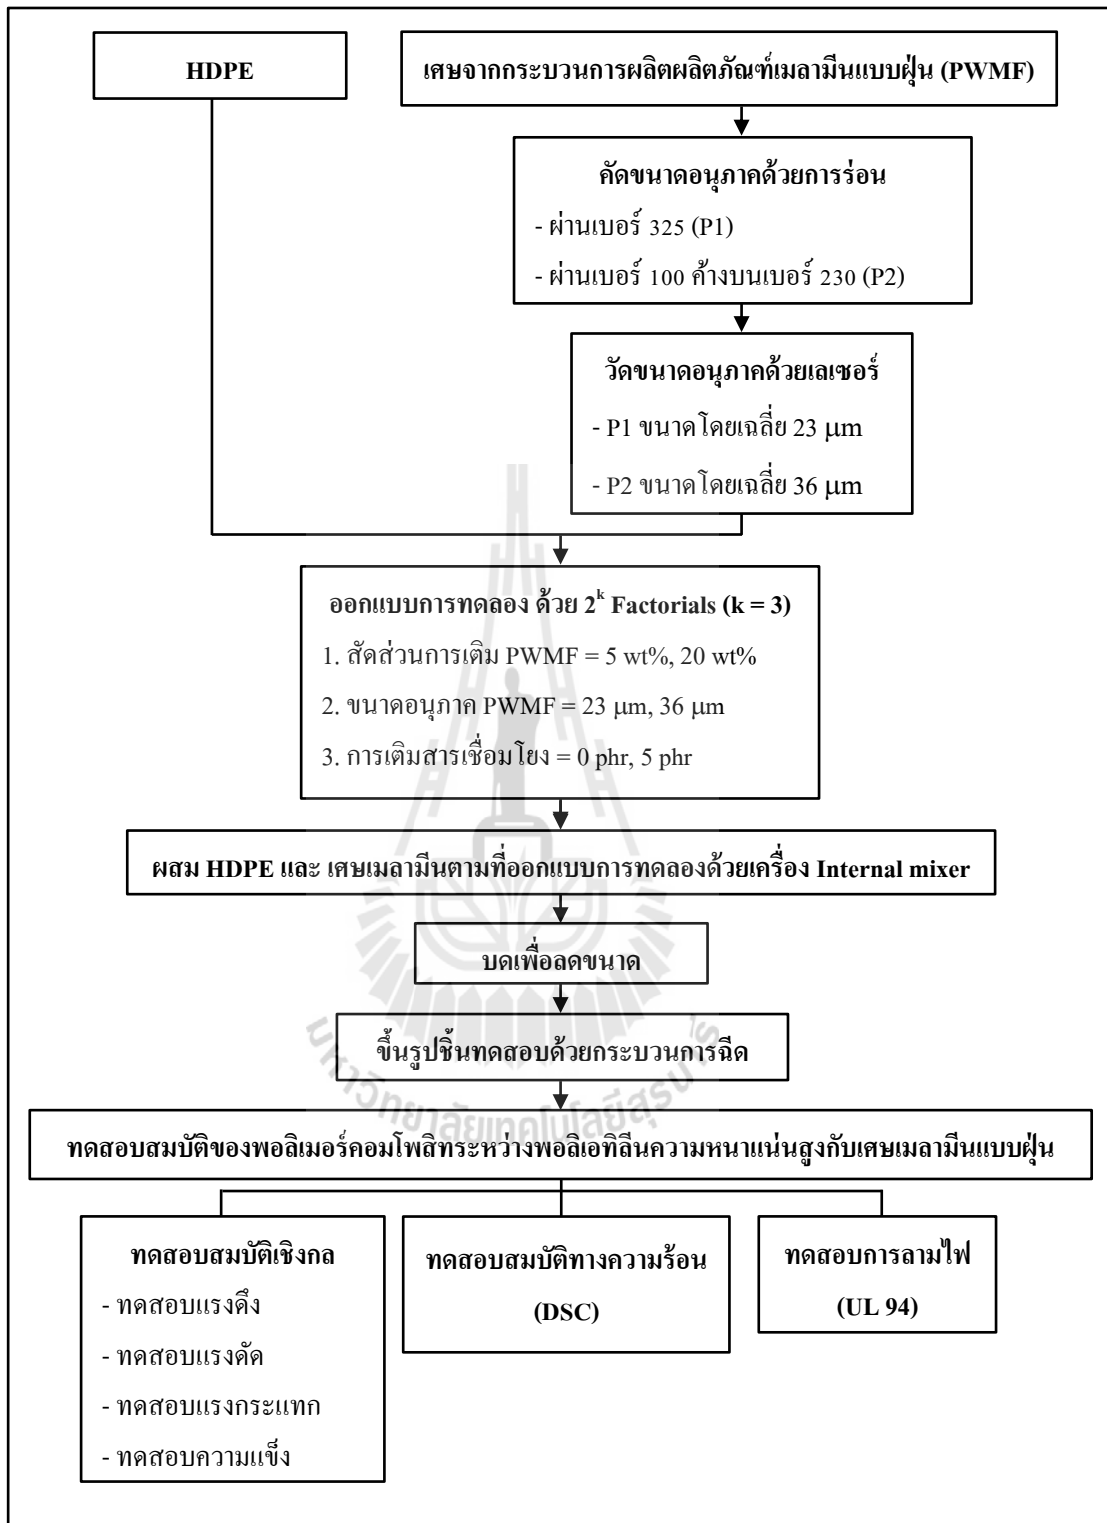 HDPE
เศษจากกระบวนการผลิตผลิตภัณฑ์เมลามีนแบบฝุ่น (PWMF)
คัดขนาดอนุภาคด้วยการร่อน
- ผ่านเบอร์ 325 (P1)
- ผ่านเบอร์ 100 ค้างบนเบอร์ 230 (P2)
วัดขนาดอนุภาคด้วยเลเซอร์
- P1 ขนาดโดยเฉลี่ย 23 μm
- P2 ขนาดโดยเฉลี่ย 36 μm
ออกแบบการทดลอง ด้วย 2^k Factorials (k = 3)
1. สัดส่วนการเติม PWMF = 5 wt%, 20 wt%
2. ขนาดอนุภาค PWMF = 23 μm, 36 μm
3. การเติมสารเชื่อมโยง = 0 phr, 5 phr
ผสม HDPE และ เศษเมลามีนตามที่ออกแบบการทดลองด้วยเครื่อง Internal mixer
บดเพื่อลดขนาด
ขึ้นรูปชิ้นทดสอบด้วยกระบวนการฉีด
มหาวิทยาลัยเทคโนโลยีสุรนารี
ทดสอบสมบัติของพอลิเมอร์คอมโพสิทระหว่างพอลิเอทิลีนความหนาแน่นสูงกับเศษเมลามีนแบบฝุ่น
ทดสอบสมบัติเชิงกล
- ทดสอบแรงดึง
- ทดสอบแรงดัด
- ทดสอบแรงกระแทก
- ทดสอบความแข็ง
ทดสอบสมบัติทางความร้อน
(DSC)
ทดสอบการลามไฟ
(UL 94)